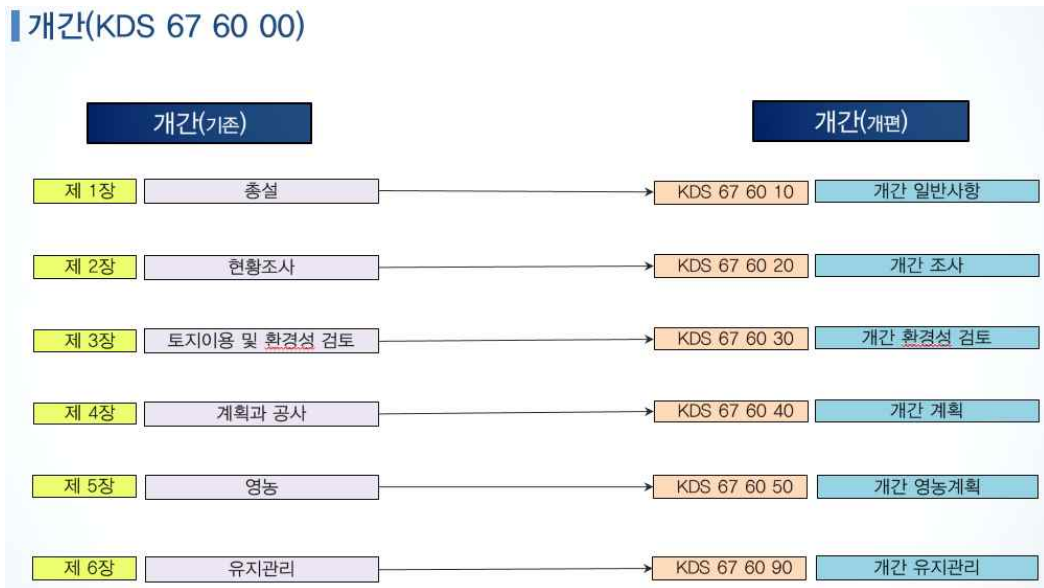 개간(KDS 67 60 00)
개간(기존) 개간(개편)
제 1장 총설 KDS 67 60 10 개간 일반사항
제 2장 현황조사 KDS 67 60 20 개간 조사
제 3장 토지이용 및 환경성 검토 KDS 67 60 30 개간 환경성 검토
제 4장 계획과 공사 KDS 67 60 40 개간 계획
제 5장 영농 KDS 67 60 50 개간 영농계획
제 6장 유지관리 KDS 67 60 90 개간 유지관리